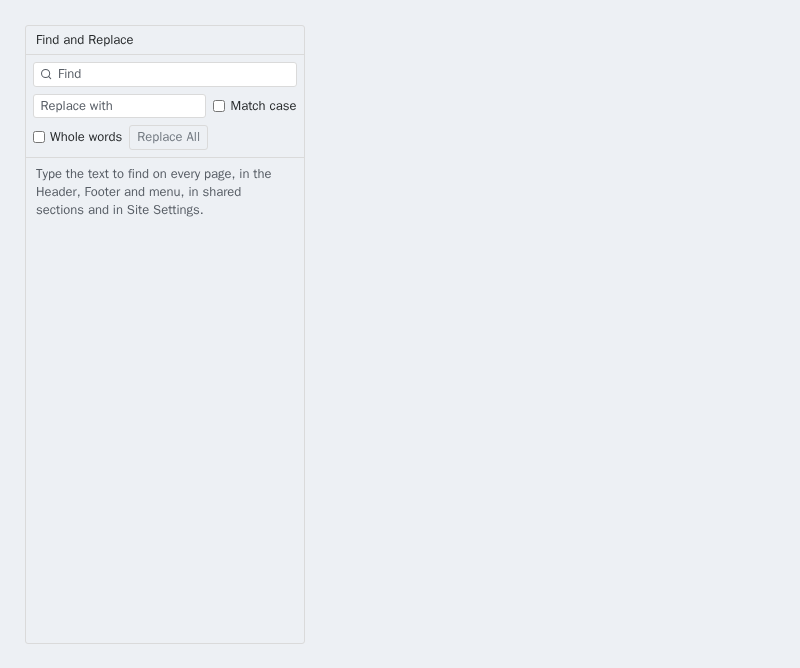 Find and Replace
Find
Replace with
Match case
Whole words
Replace All
Type the text to find on every page, in the
Header, Footer and menu, in shared
sections and in Site Settings.